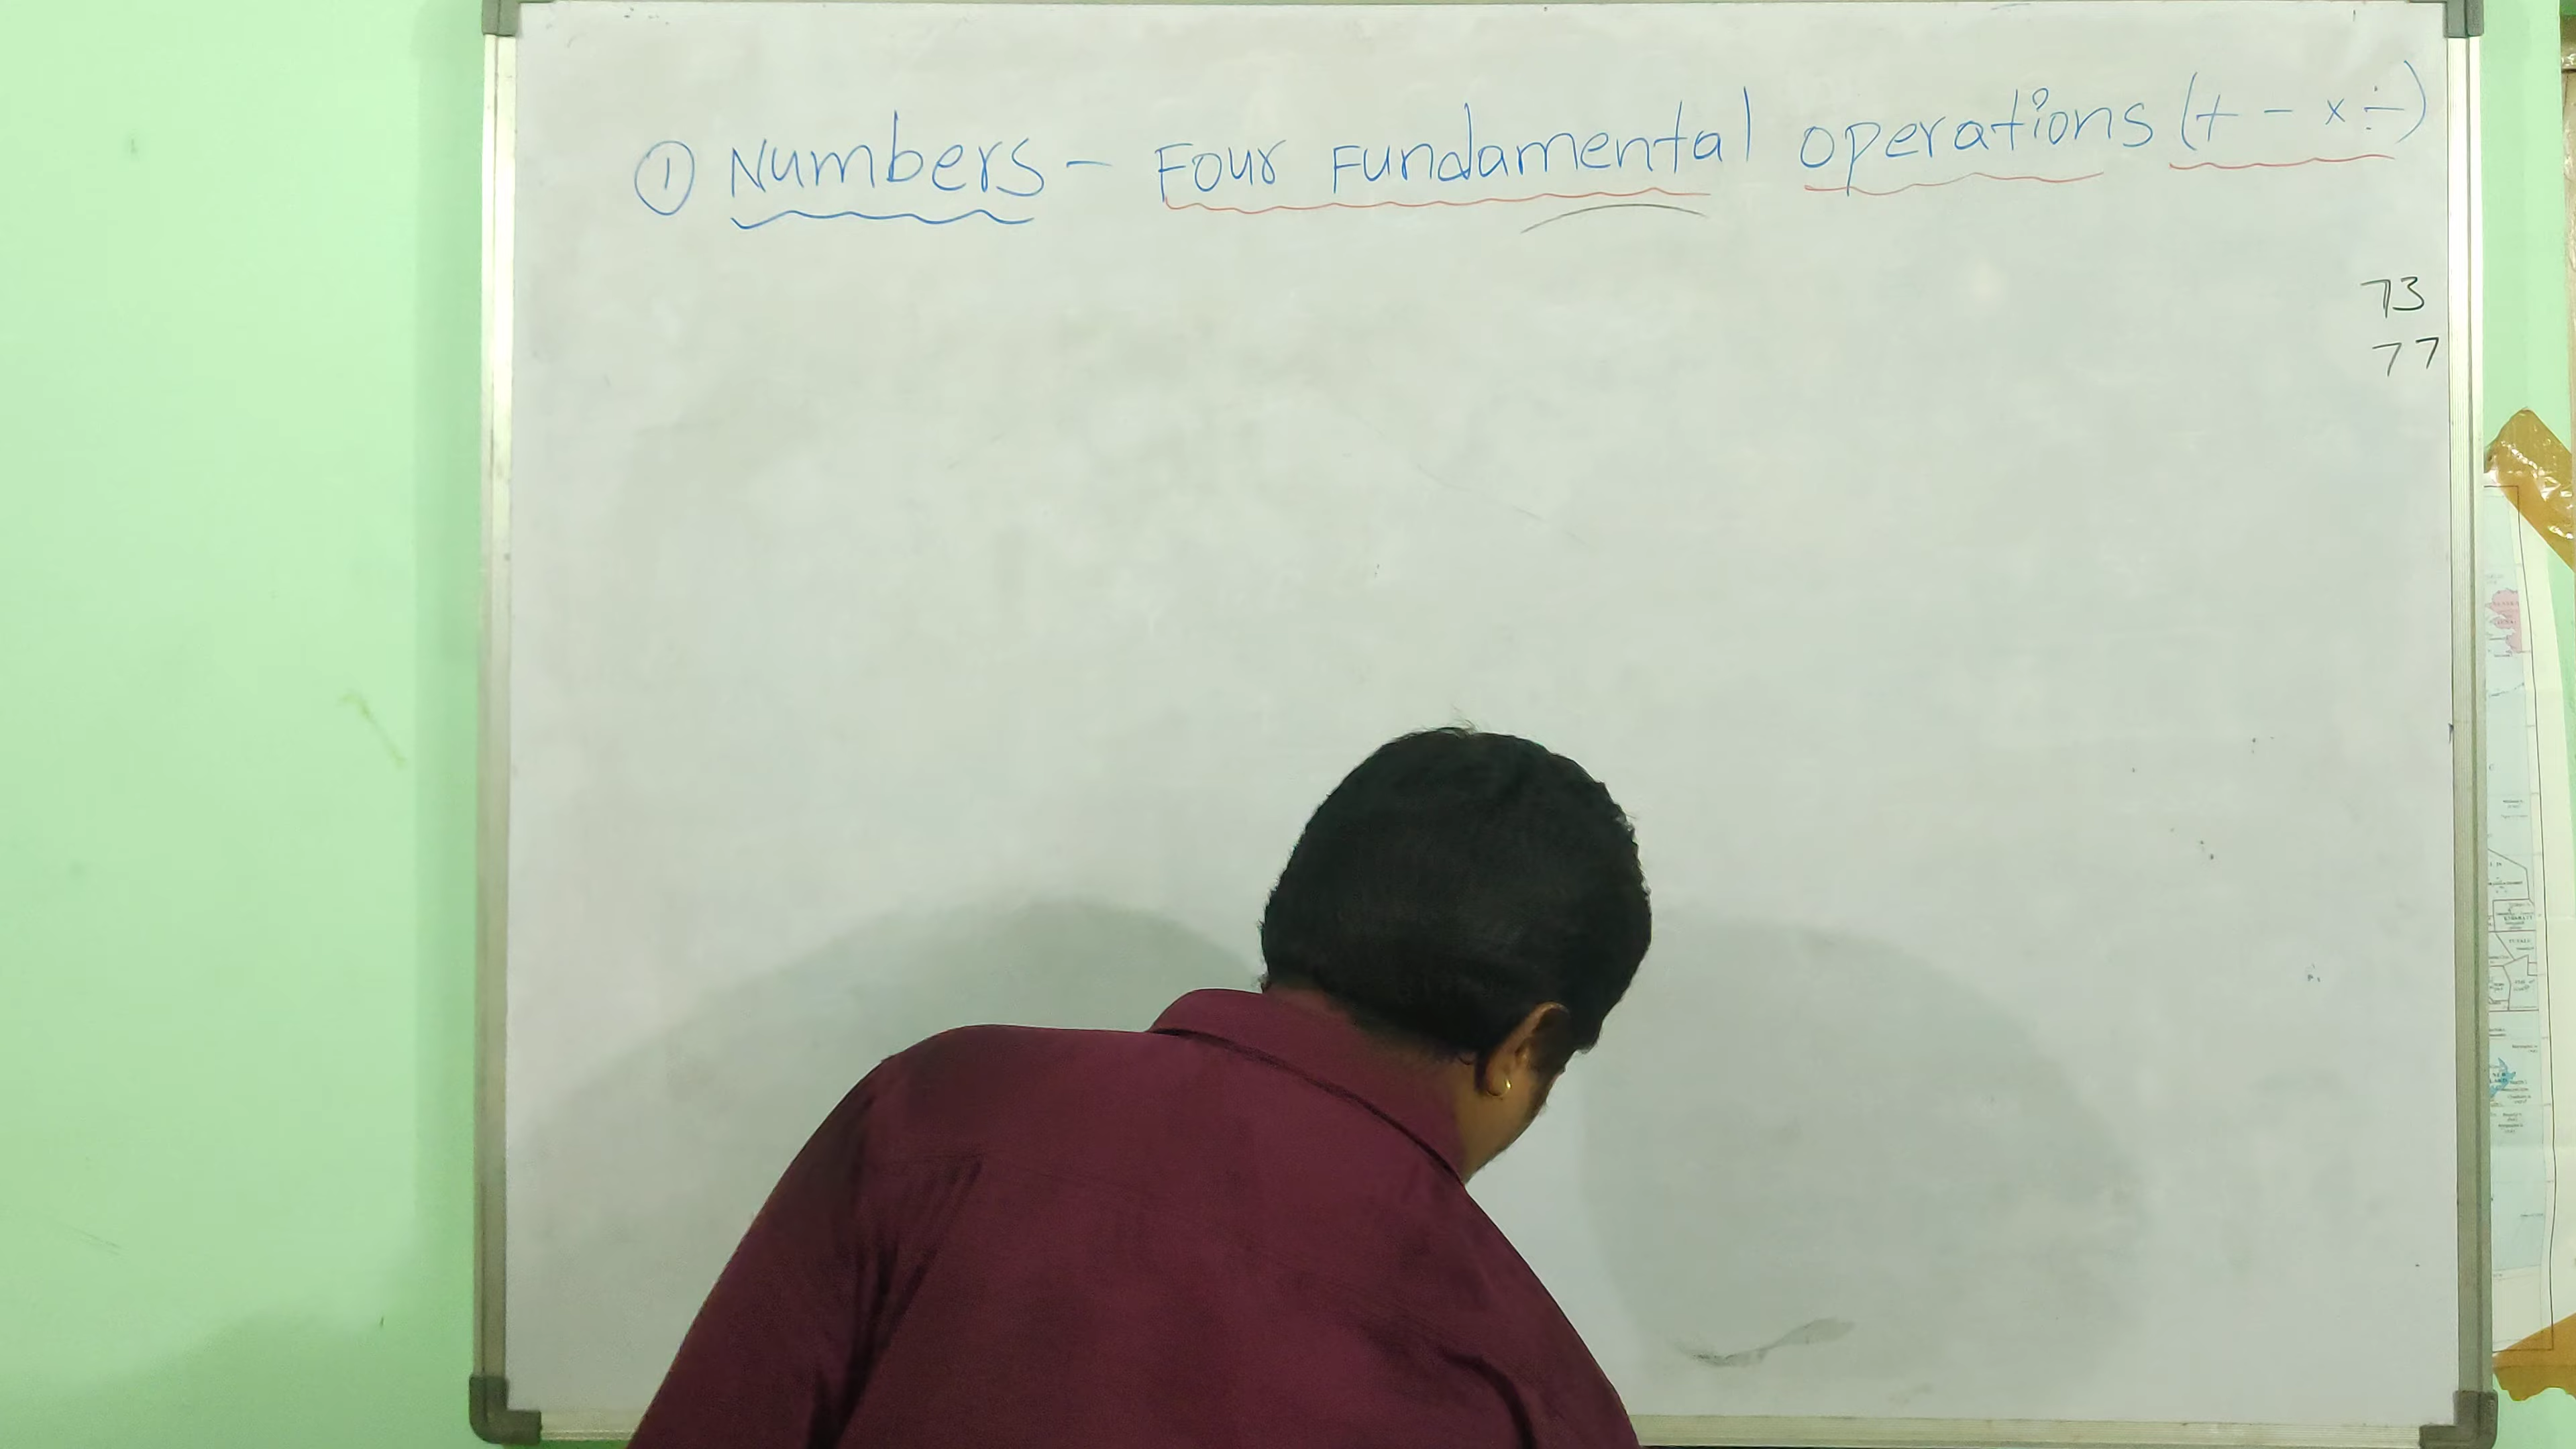 ① Numbers - Four Fundamental operations (+ - × ÷)
73
77